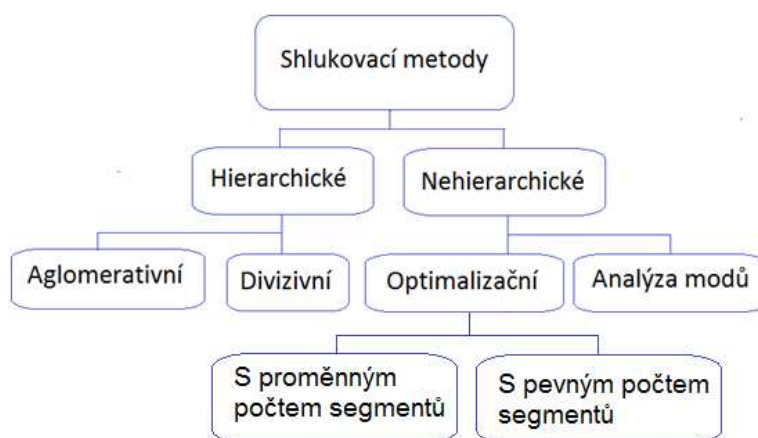 Shlukovací metody
Hierarchické
Nehierarchické
Aglomerativní
Divizivní
Optimalizační
Analýza modů
S proměnným
počtem segmentů
S pevným počtem
segmentů